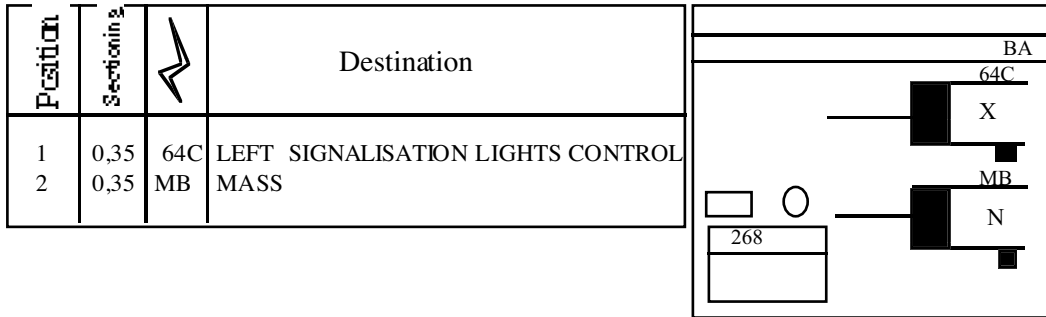 Position Sectioning Destination
1 0,35 64C LEFT SIGNALISATION LIGHTS CONTROL
2 0,35 MB MASS
BA
64C
X
MB
N
268